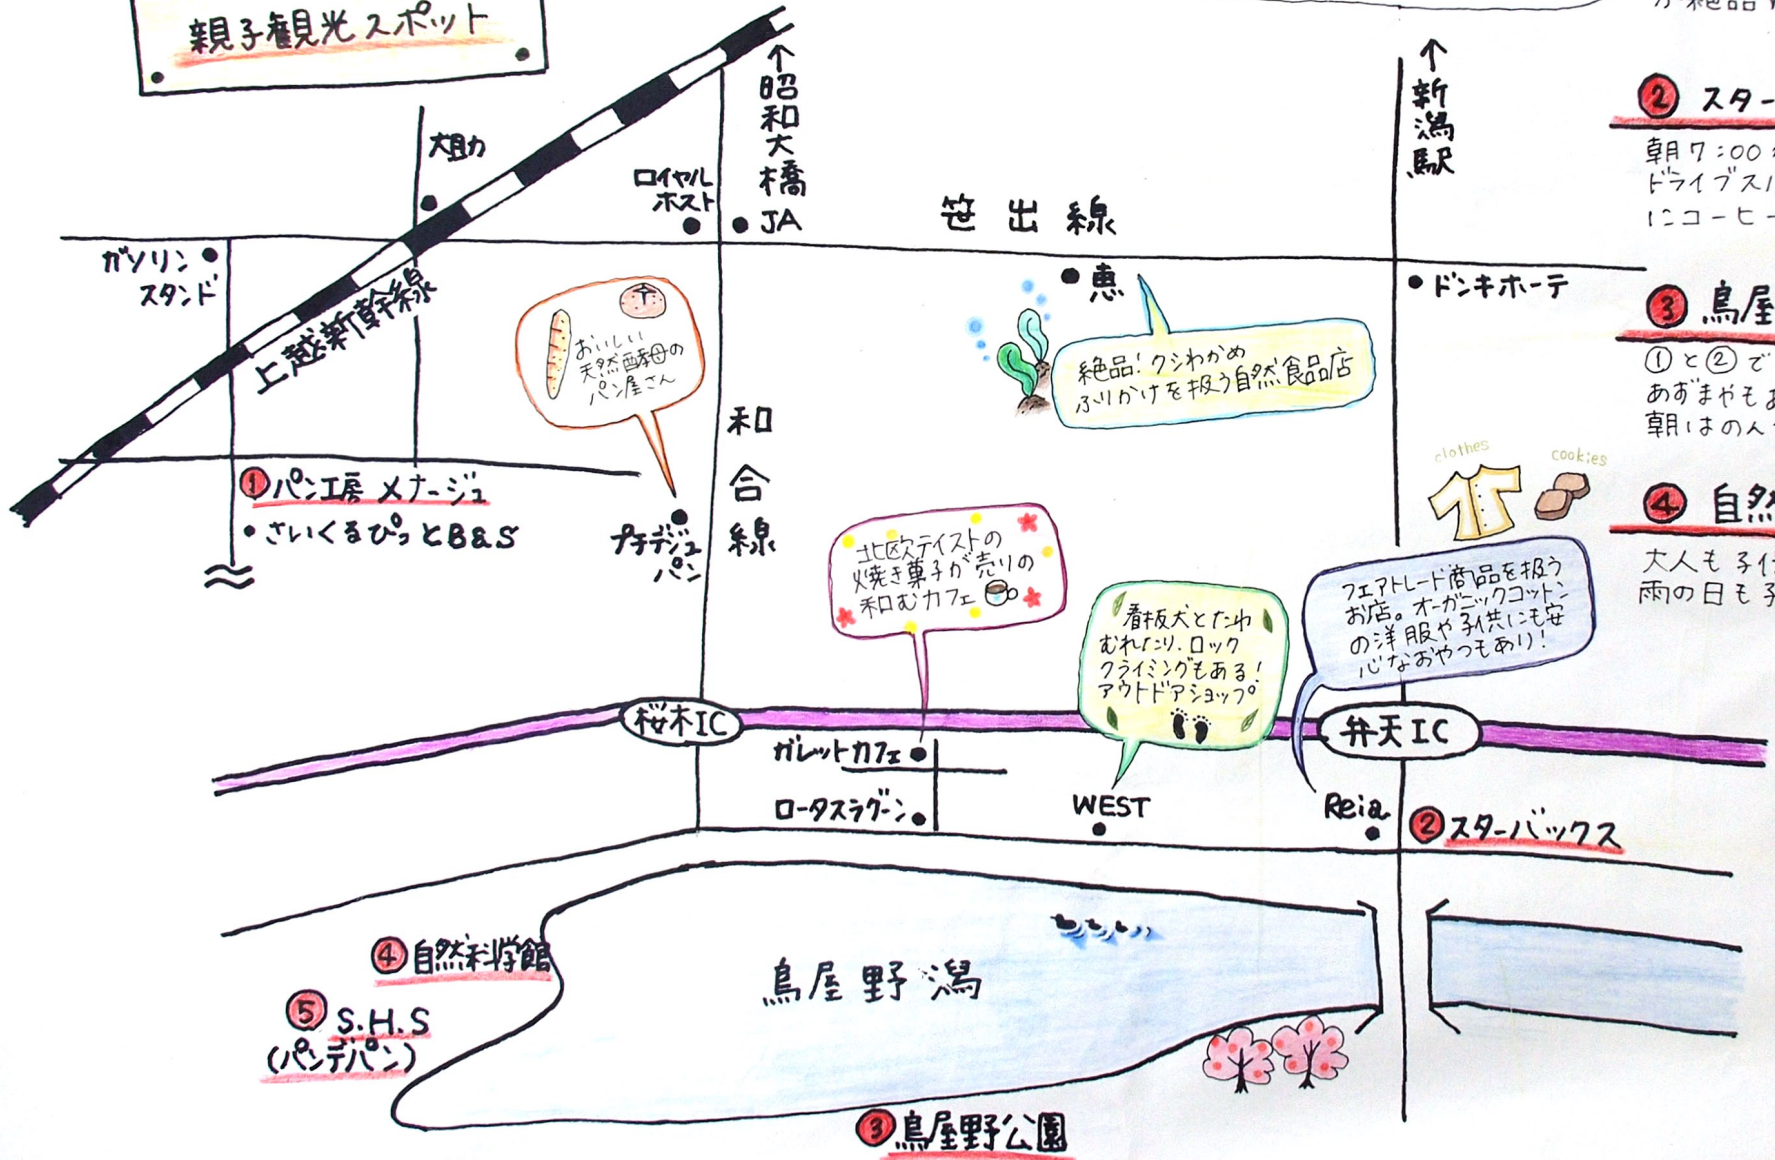 親子観光スポット
↑昭和大橋
大助
ロイヤル
ホスト
JA
笹出線
↑新潟駅
ガソリン
スタンド
上越新幹線
恵
ドンキホーテ
おいしい
天然酵母の
パン屋さん
絶品!クシわかめ
ふりかけを扱う自然食品店
和合線
① パン工房 メナージュ
さいくるぴっとB&S
プチデジュ
パン
clothes
cookies
北欧テイストの
焼き菓子が売りの
和むカフェ
看板犬とたわ
むれたり、ロック
クライミングもある!
アウトドアショップ。
フェアトレード商品を扱う
お店。オーガニックコットン
の洋服や子供にも安
心なおやつもあり!
桜木IC
弁天IC
ガレットカフェ
ロータスラグーン
WEST
Reia
② スターバックス
④ 自然科学館
鳥屋野潟
⑤ S.H.S
(パンデパン)
③ 鳥屋野公園
② スター
朝7:00
ドライブス
にコーヒー
③ 鳥屋
①と②で
あずまやも
朝はのん
④ 自然
大人も子
雨の日も子